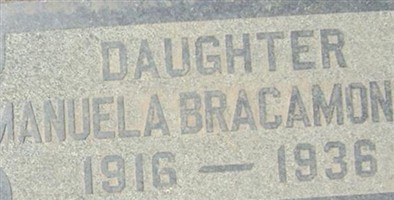 DAUGHTER
MANUELA BRACAMON
1916 — 1936